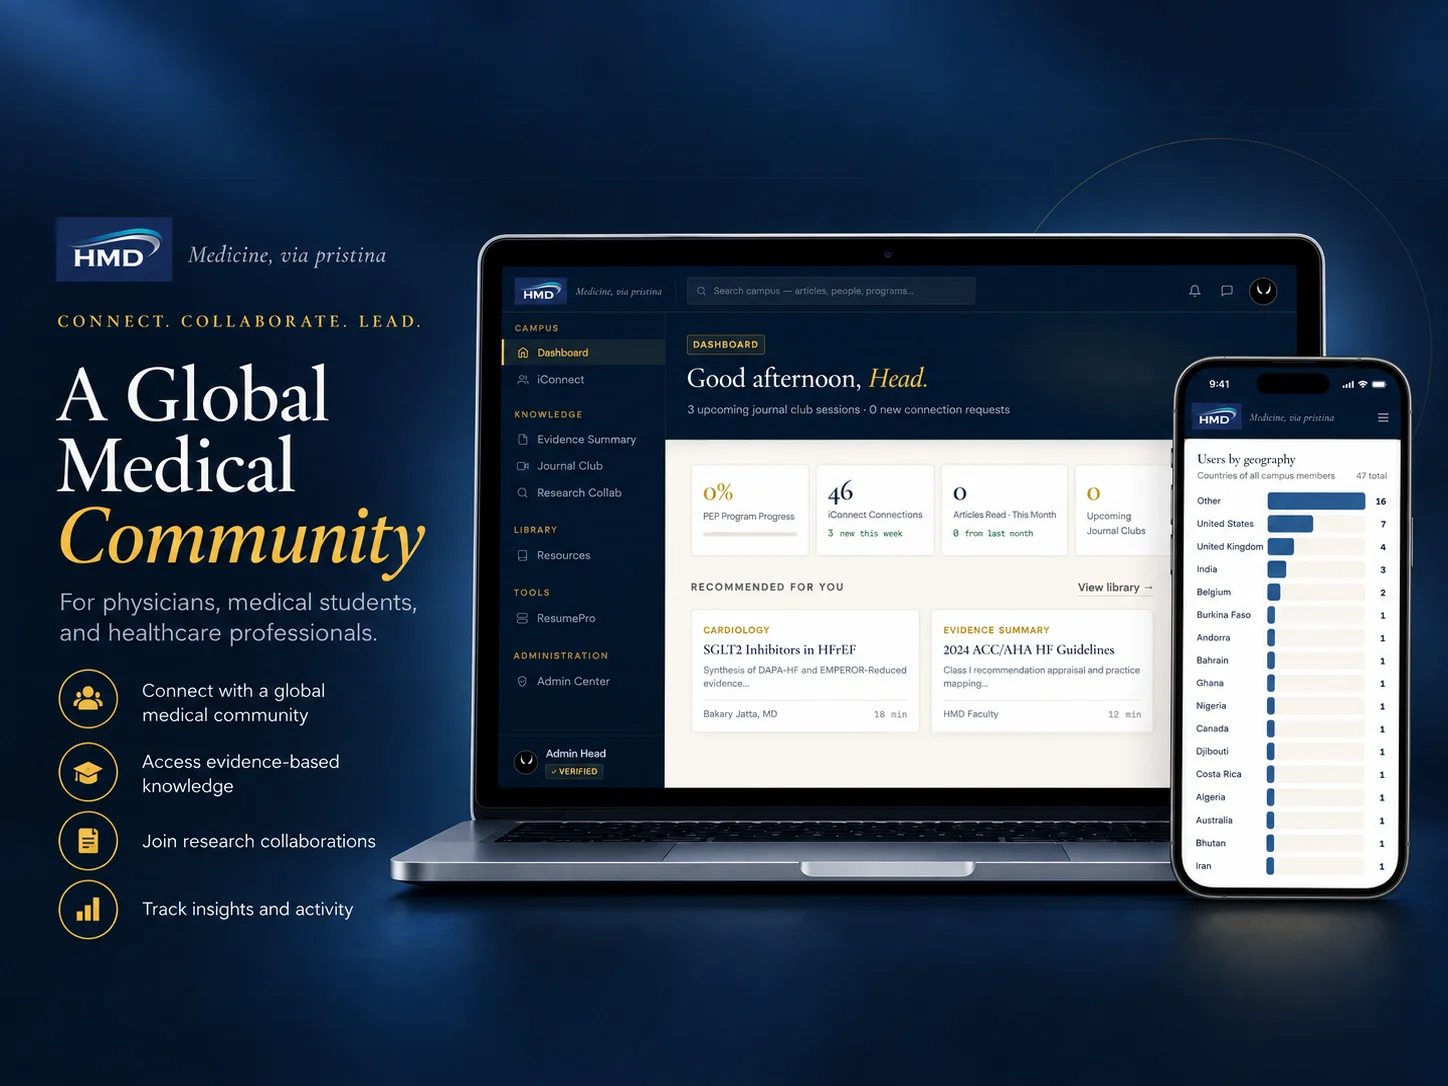 HMD
Medicine, via pristina
CONNECT. COLLABORATE. LEAD.
A Global
Medical
Community
For physicians, medical students,
and healthcare professionals.
Connect with a global
medical community
Access evidence-based
knowledge
Join research collaborations
Track insights and activity
HMD
Medicine, via pristina
Search campus — articles, people, programs...
CAMPUS
Dashboard
iConnect
KNOWLEDGE
Evidence Summary
Journal Club
Research Collab
LIBRARY
Resources
TOOLS
ResumePro
ADMINISTRATION
Admin Center
Admin Head
✓ VERIFIED
DASHBOARD
Good afternoon, Head.
3 upcoming journal club sessions · 0 new connection requests
0%
PEP Program Progress
46
iConnect Connections
3 new this week
0
Articles Read · This Month
0 from last month
0
Upcoming
Journal Clubs
RECOMMENDED FOR YOU
View library →
CARDIOLOGY
SGLT2 Inhibitors in HFrEF
Synthesis of DAPA-HF and EMPEROR-Reduced
evidence...
Bakary Jatta, MD 18 min
EVIDENCE SUMMARY
2024 ACC/AHA HF Guidelines
Class I recommendation appraisal and practice
mapping...
HMD Faculty 12 min
9:41
HMD
Medicine, via pristina
Users by geography
Countries of all campus members 47 total
Other 16
United States 7
United Kingdom 4
India 3
Belgium 2
Burkina Faso 1
Andorra 1
Bahrain 1
Ghana 1
Nigeria 1
Canada 1
Djibouti 1
Costa Rica 1
Algeria 1
Australia 1
Bhutan 1
Iran 1